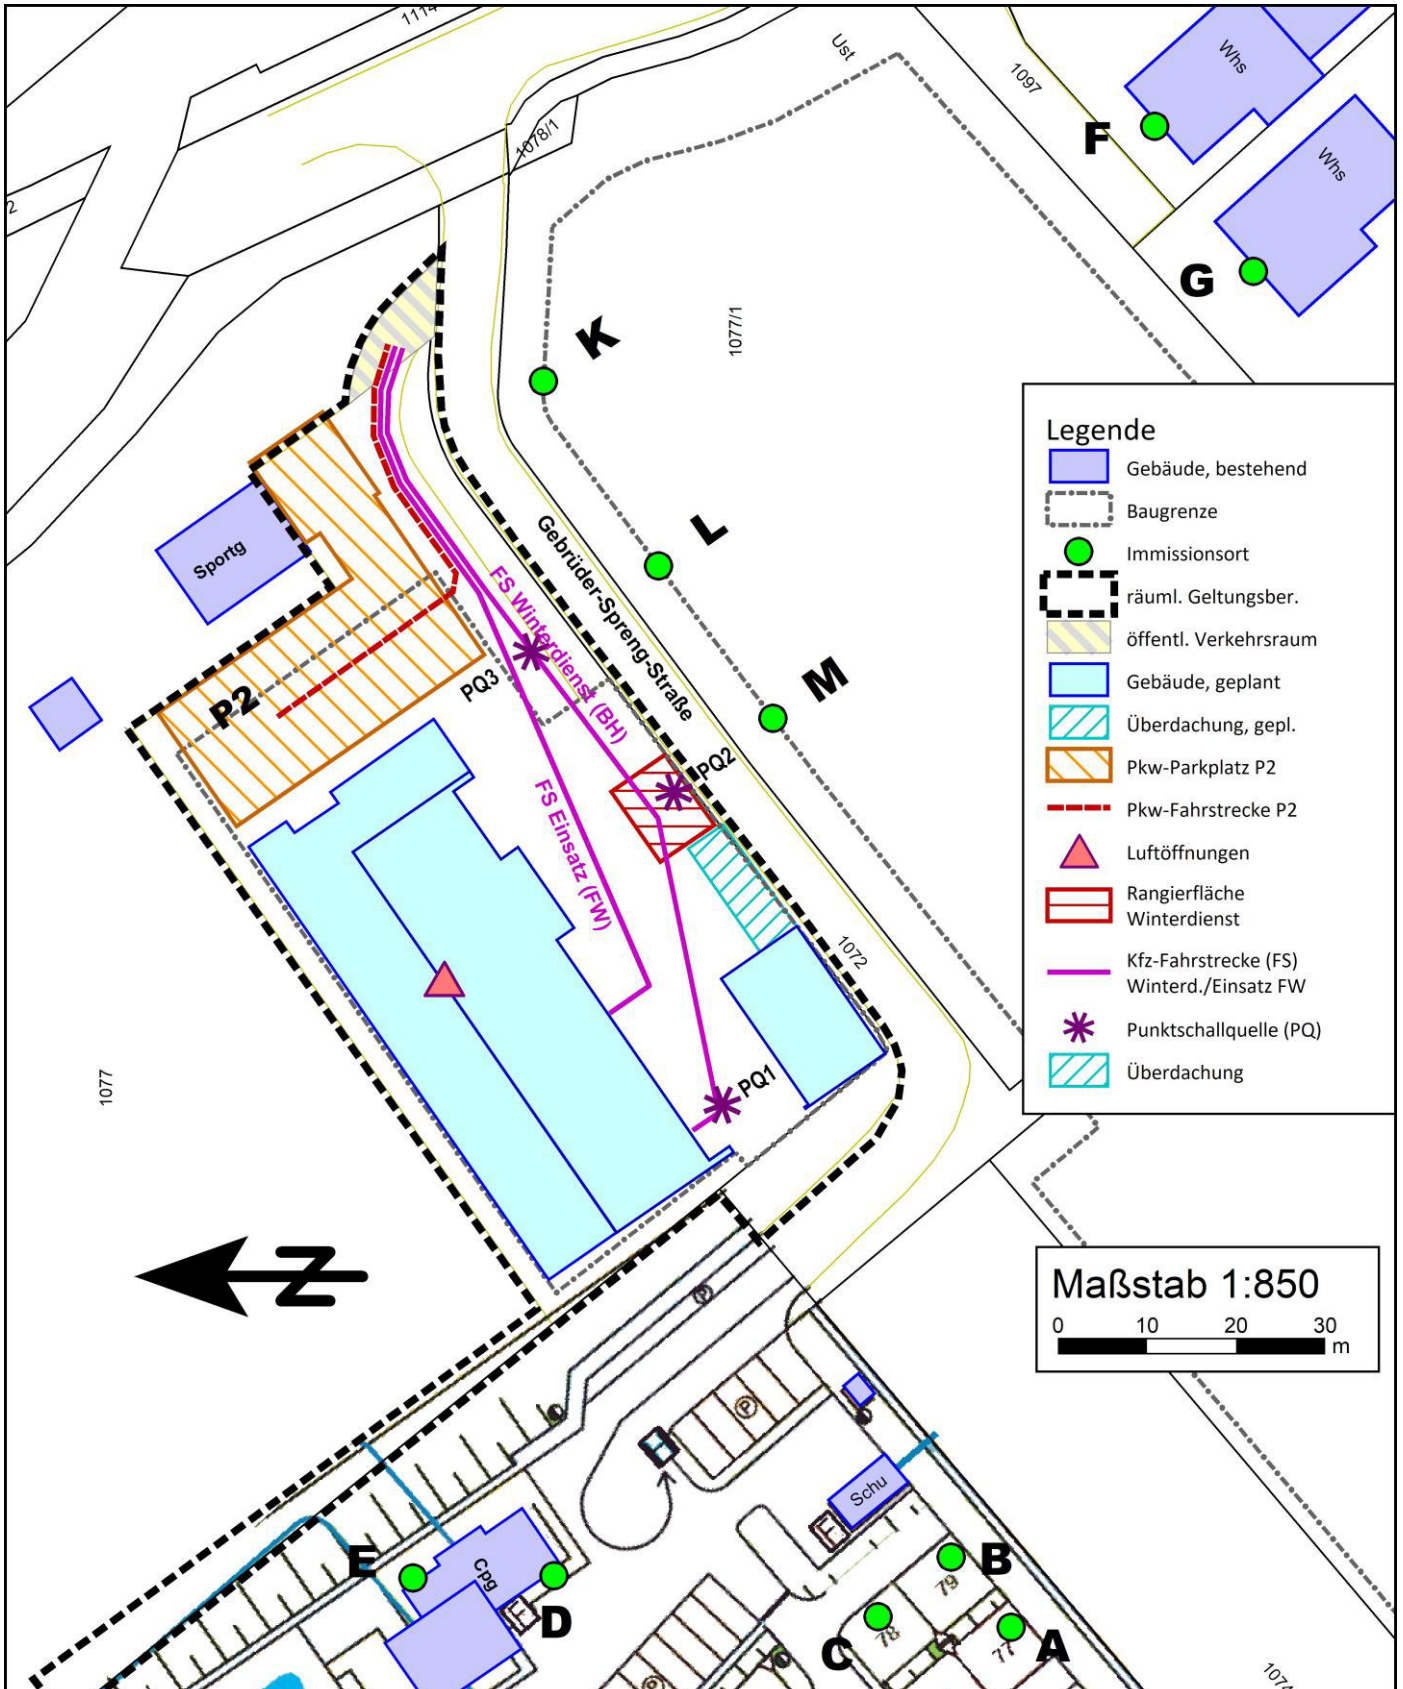 1114
Ust
1097
Whs
Whs
1078/1
2
F
G
K
1077/1
L
M
Sportg
P2
PQ3
FS Winterdienst (BH)
Gebrüder-Spreng-Straße
PQ2
FS Einsatz (FW)
1072
PQ1
1077
N
Legende
Gebäude, bestehend
Baugrenze
Immissionsort
räuml. Geltungsber.
öffentl. Verkehrsraum
Gebäude, geplant
Überdachung, gepl.
Pkw-Parkplatz P2
Pkw-Fahrstrecke P2
Luftöffnungen
Rangierfläche
Winterdienst
Kfz-Fahrstrecke (FS)
Winterd./Einsatz FW
Punktschallquelle (PQ)
Überdachung
Maßstab 1:850
0 10 20 30
m
P
P
Schu
F
E
Cpg
D
F
B
79
C
78
A
77
1074